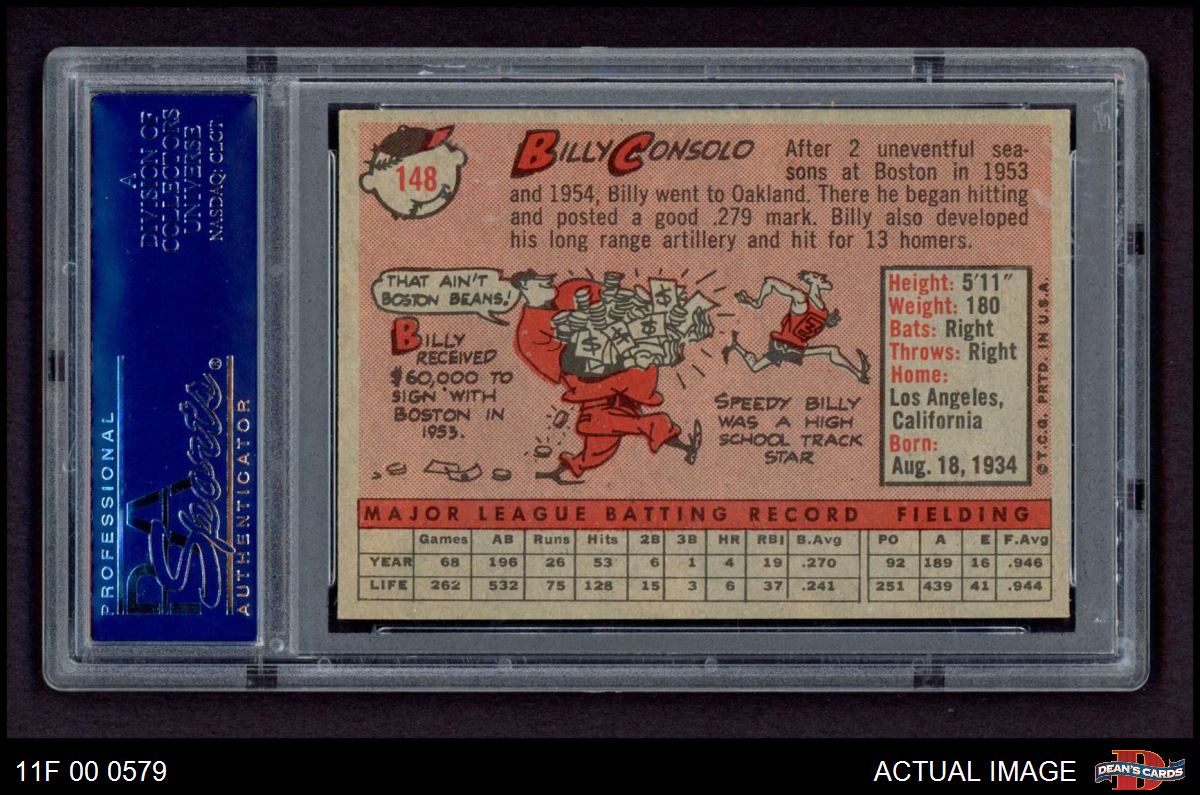 A
DIVISION OF
COLLECTORS
UNIVERSE
NASDAQ: CLCT
PROFESSIONAL
PSA
Sports®
AUTHENTICATOR
148
BILLY CONSOLO
After 2 uneventful sea-
sons at Boston in 1953
and 1954, Billy went to Oakland. There he began hitting
and posted a good .279 mark. Billy also developed
his long range artillery and hit for 13 homers.
THAT AIN'T
BOSTON BEANS!
BILLY
RECEIVED
$60,000 TO
SIGN WITH
BOSTON IN
1953.
SPEEDY BILLY
WAS A HIGH
SCHOOL TRACK
STAR
Height: 5'11"
Weight: 180
Bats: Right
Throws: Right
Home:
Los Angeles,
California
Born:
Aug. 18, 1934
© T.C.G. PRTD. IN U.S.A.
MAJOR LEAGUE BATTING RECORD FIELDING
Games AB Runs Hits 2B 3B HR RBI B.Avg PO A E F.Avg
YEAR 68 196 26 53 6 1 4 19 .270 92 189 16 .946
LIFE 262 532 75 128 15 3 6 37 .241 251 439 41 .944
11F 00 0579
ACTUAL IMAGE
D
DEAN'S CARDS